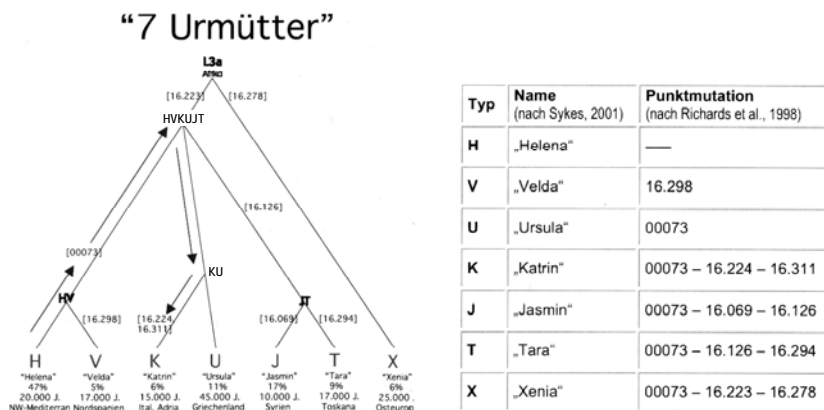 "7 Urmütter"
L3a
Afrika
[16.223]
[16.278]
HVKUJT
[16.126]
[00073]
KU
HV
JT
[16.298]
[16.224
16.311]
[16.069]
[16.294]
H V K U J T X
"Helena" "Velda" "Katrin" "Ursula" "Jasmin" "Tara" "Xenia"
47% 5% 6% 11% 17% 9% 6%
20.000 J. 17.000 J. 15.000 J. 45.000 J. 10.000 J. 17.000 J. 25.000
NW-Mediterran Nordspanien Ital. Adria Griechenland Syrien Toskana Osteurop
Typ Name Punktmutation
(nach Sykes, 2001) (nach Richards et al., 1998)
H „Helena“ —
V „Velda“ 16.298
U „Ursula“ 00073
K „Katrin“ 00073 – 16.224 – 16.311
J „Jasmin“ 00073 – 16.069 – 16.126
T „Tara“ 00073 – 16.126 – 16.294
X „Xenia“ 00073 – 16.223 – 16.278